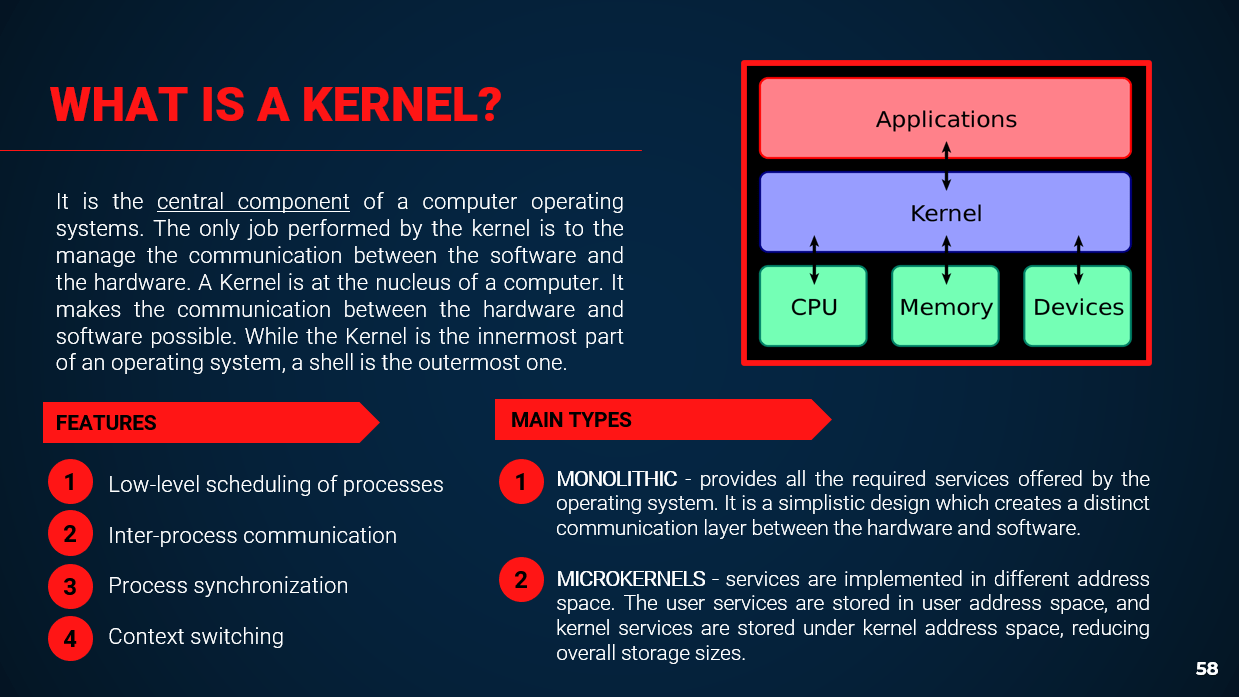 WHAT IS A KERNEL?
It is the central component of a computer operating
systems. The only job performed by the kernel is to the
manage the communication between the software and
the hardware. A Kernel is at the nucleus of a computer. It
makes the communication between the hardware and
software possible. While the Kernel is the innermost part
of an operating system, a shell is the outermost one.
Applications
Kernel
CPU
Memory
Devices
FEATURES
1
Low-level scheduling of processes
2
Inter-process communication
3
Process synchronization
4
Context switching
MAIN TYPES
1
MONOLITHIC - provides all the required services offered by the
operating system. It is a simplistic design which creates a distinct
communication layer between the hardware and software.
2
MICROKERNELS - services are implemented in different address
space. The user services are stored in user address space, and
kernel services are stored under kernel address space, reducing
overall storage sizes.
58